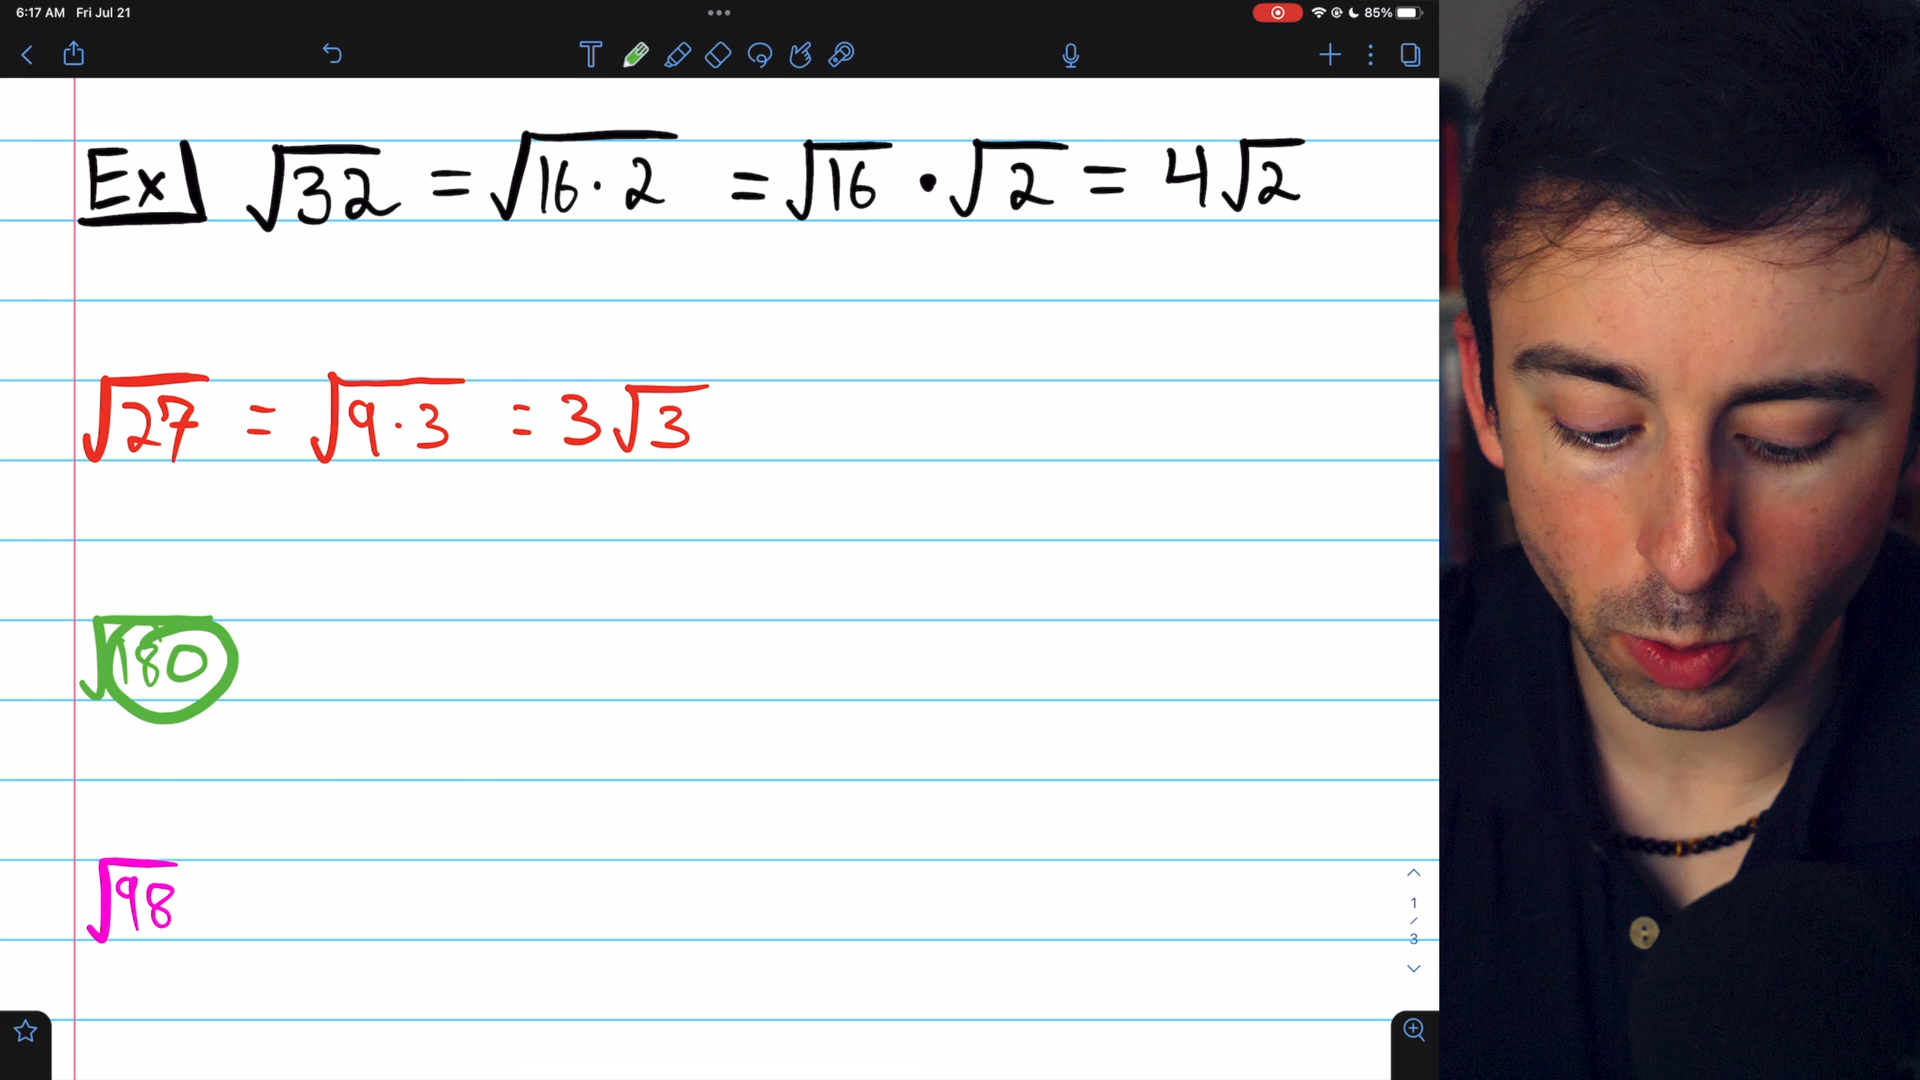 6:17 AM Fri Jul 21
85%
Ex √32 = √16·2 = √16 · √2 = 4√2
√27 = √9·3 = 3√3
√180
√98
1
/
3